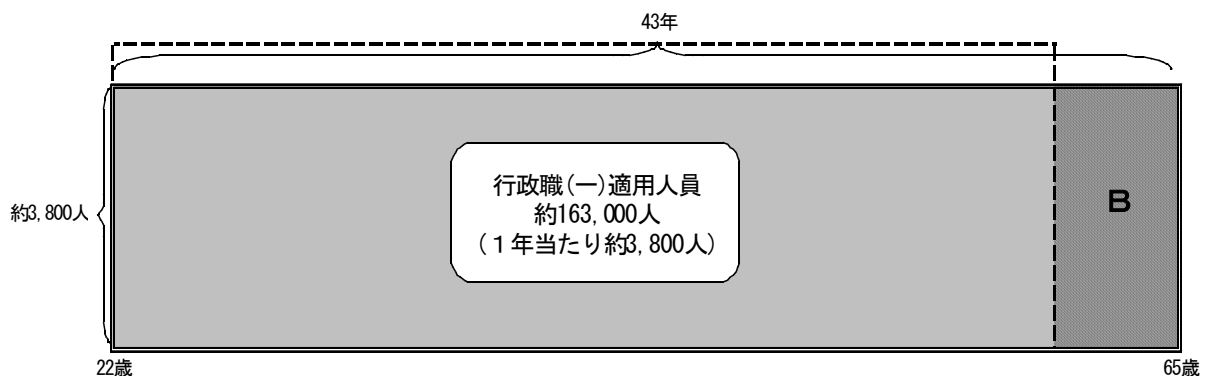 43年
約3,800人
行政職(一)適用人員
約163,000人
(1年当たり約3,800人)
B
22歳
65歳